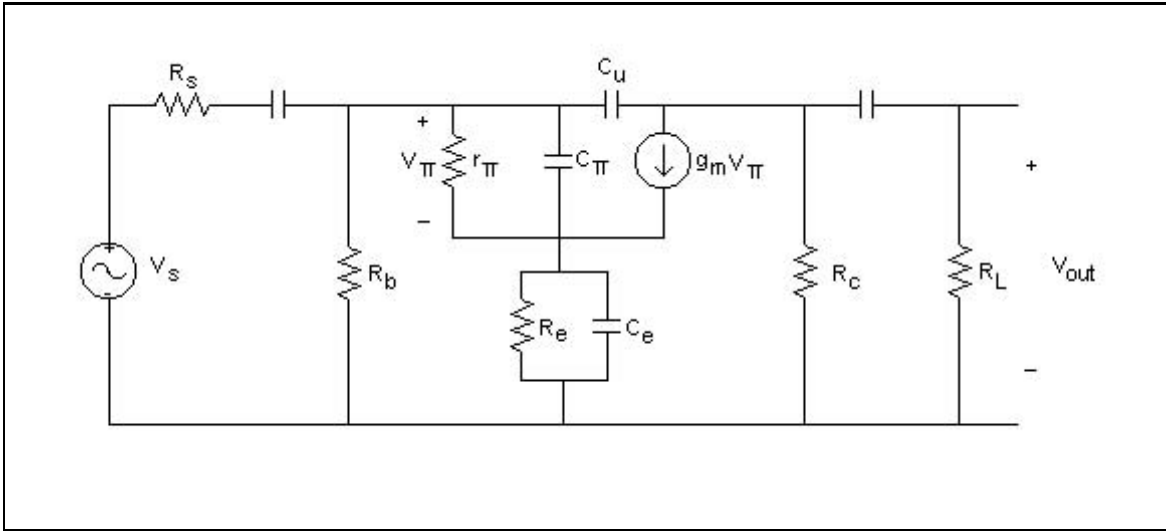 Rs
Cu
+
Vπ
rπ
−
Cπ
gmVπ
+
Vs
-
Rb
Re
Ce
Rc
RL
+
Vout
−